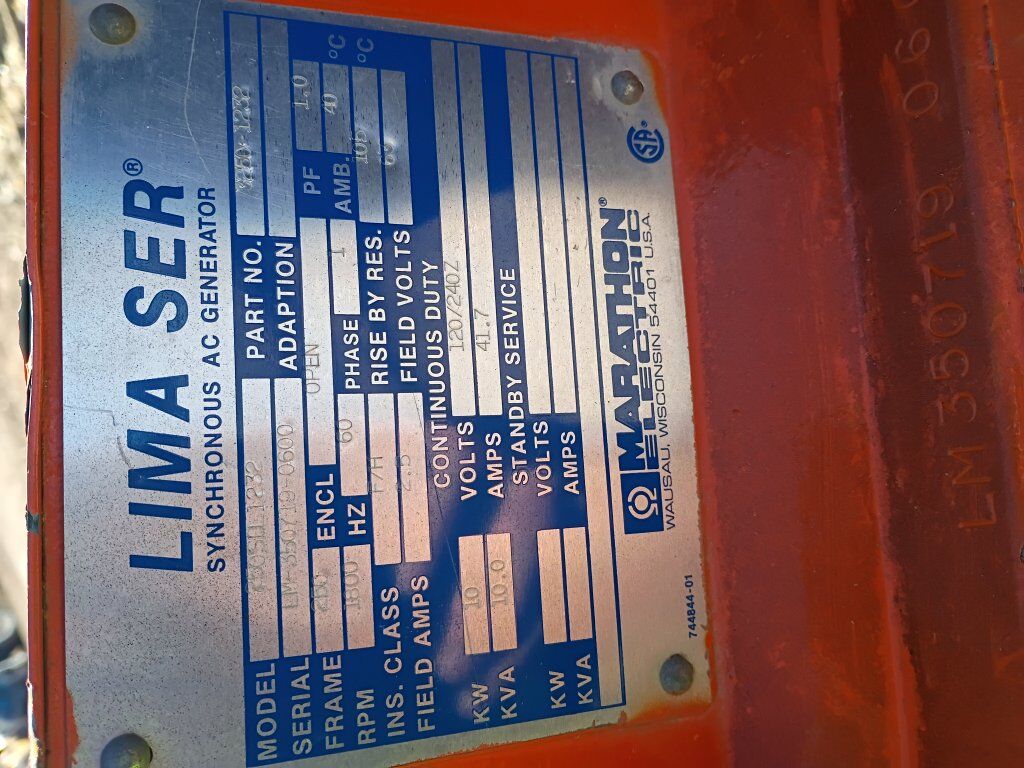 LIMA SER®
SYNCHRONOUS AC GENERATOR
MODEL PART NO.
SERIAL LM-350719-0600 ADAPTION
FRAME ENCL OPEN PF 1.0
RPM 1800 HZ 60 PHASE 1 AMB. 40 °C
INS. CLASS F/H RISE BY RES. °C
FIELD AMPS 2.5 FIELD VOLTS
CONTINUOUS DUTY
KW 10 VOLTS 120/240Z
KVA 10.0 AMPS 41.7
STANDBY SERVICE
KW VOLTS
KVA AMPS
MARATHON®
ELECTRIC
WAUSAU, WISCONSIN 54401 U.S.A.
744844-01
LM 350719 06